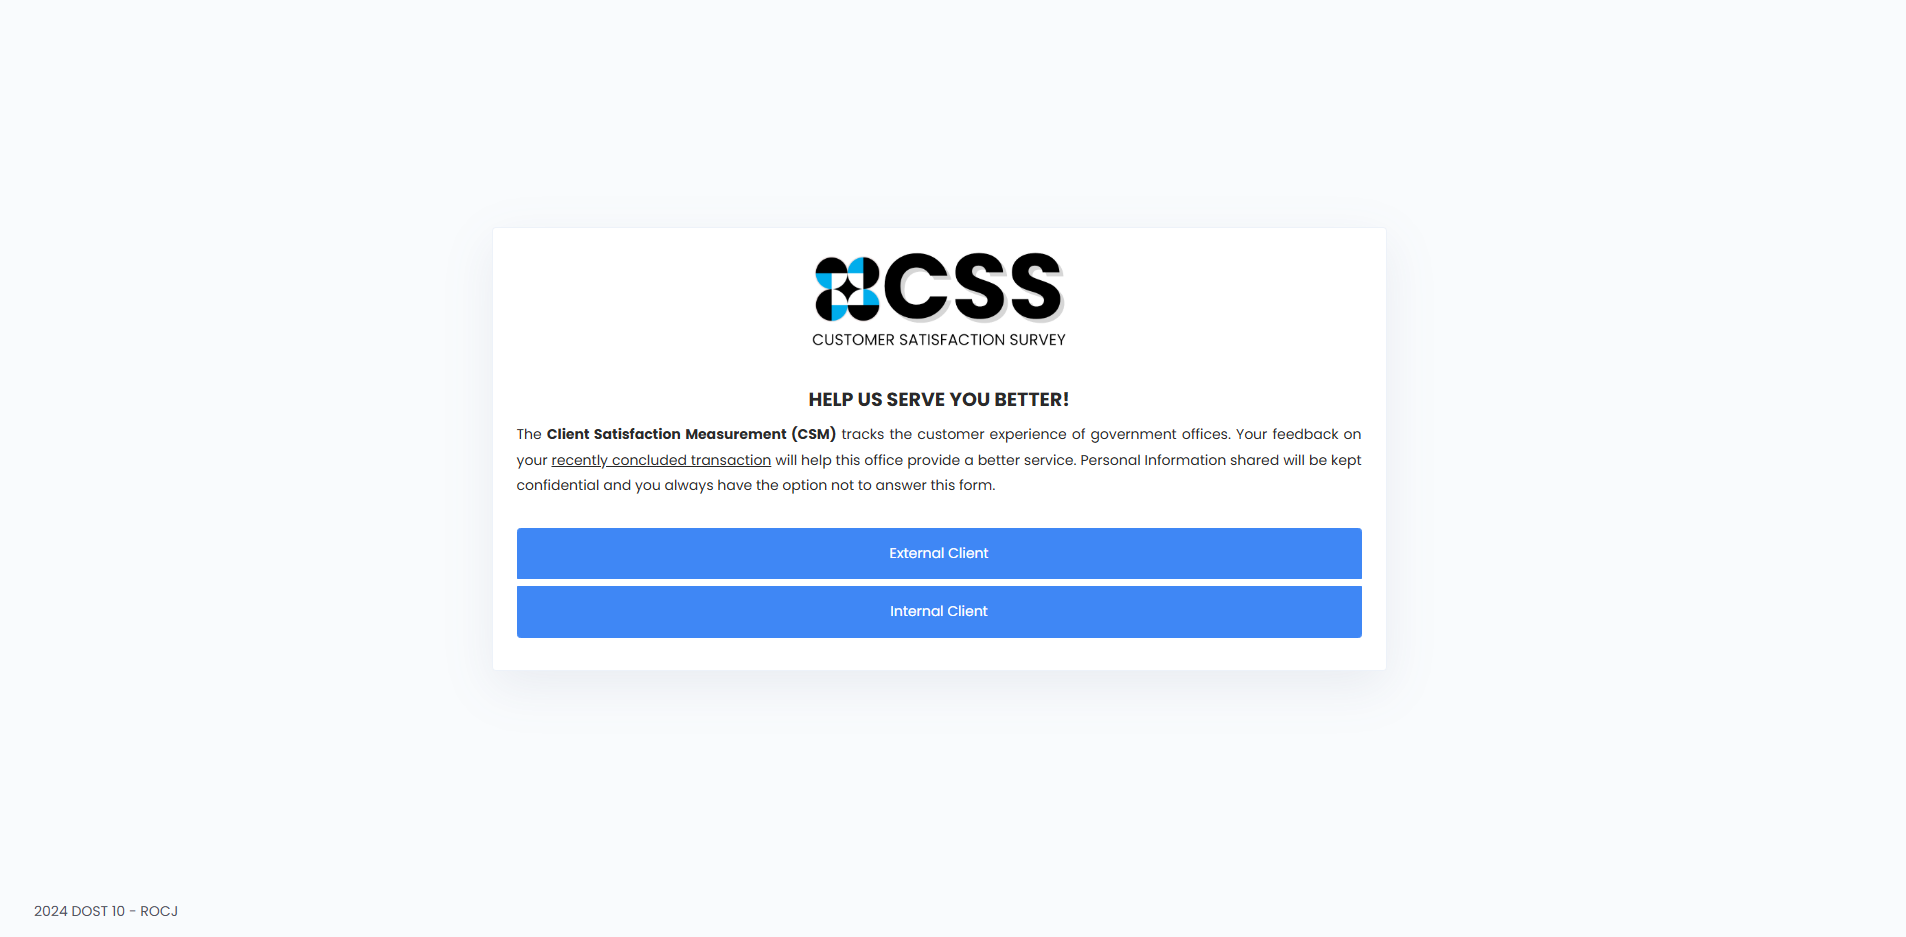 CSS
CUSTOMER SATISFACTION SURVEY
HELP US SERVE YOU BETTER!
The Client Satisfaction Measurement (CSM) tracks the customer experience of government offices. Your feedback on
your recently concluded transaction will help this office provide a better service. Personal Information shared will be kept
confidential and you always have the option not to answer this form.
External Client
Internal Client
2024 DOST 10 - ROCJ